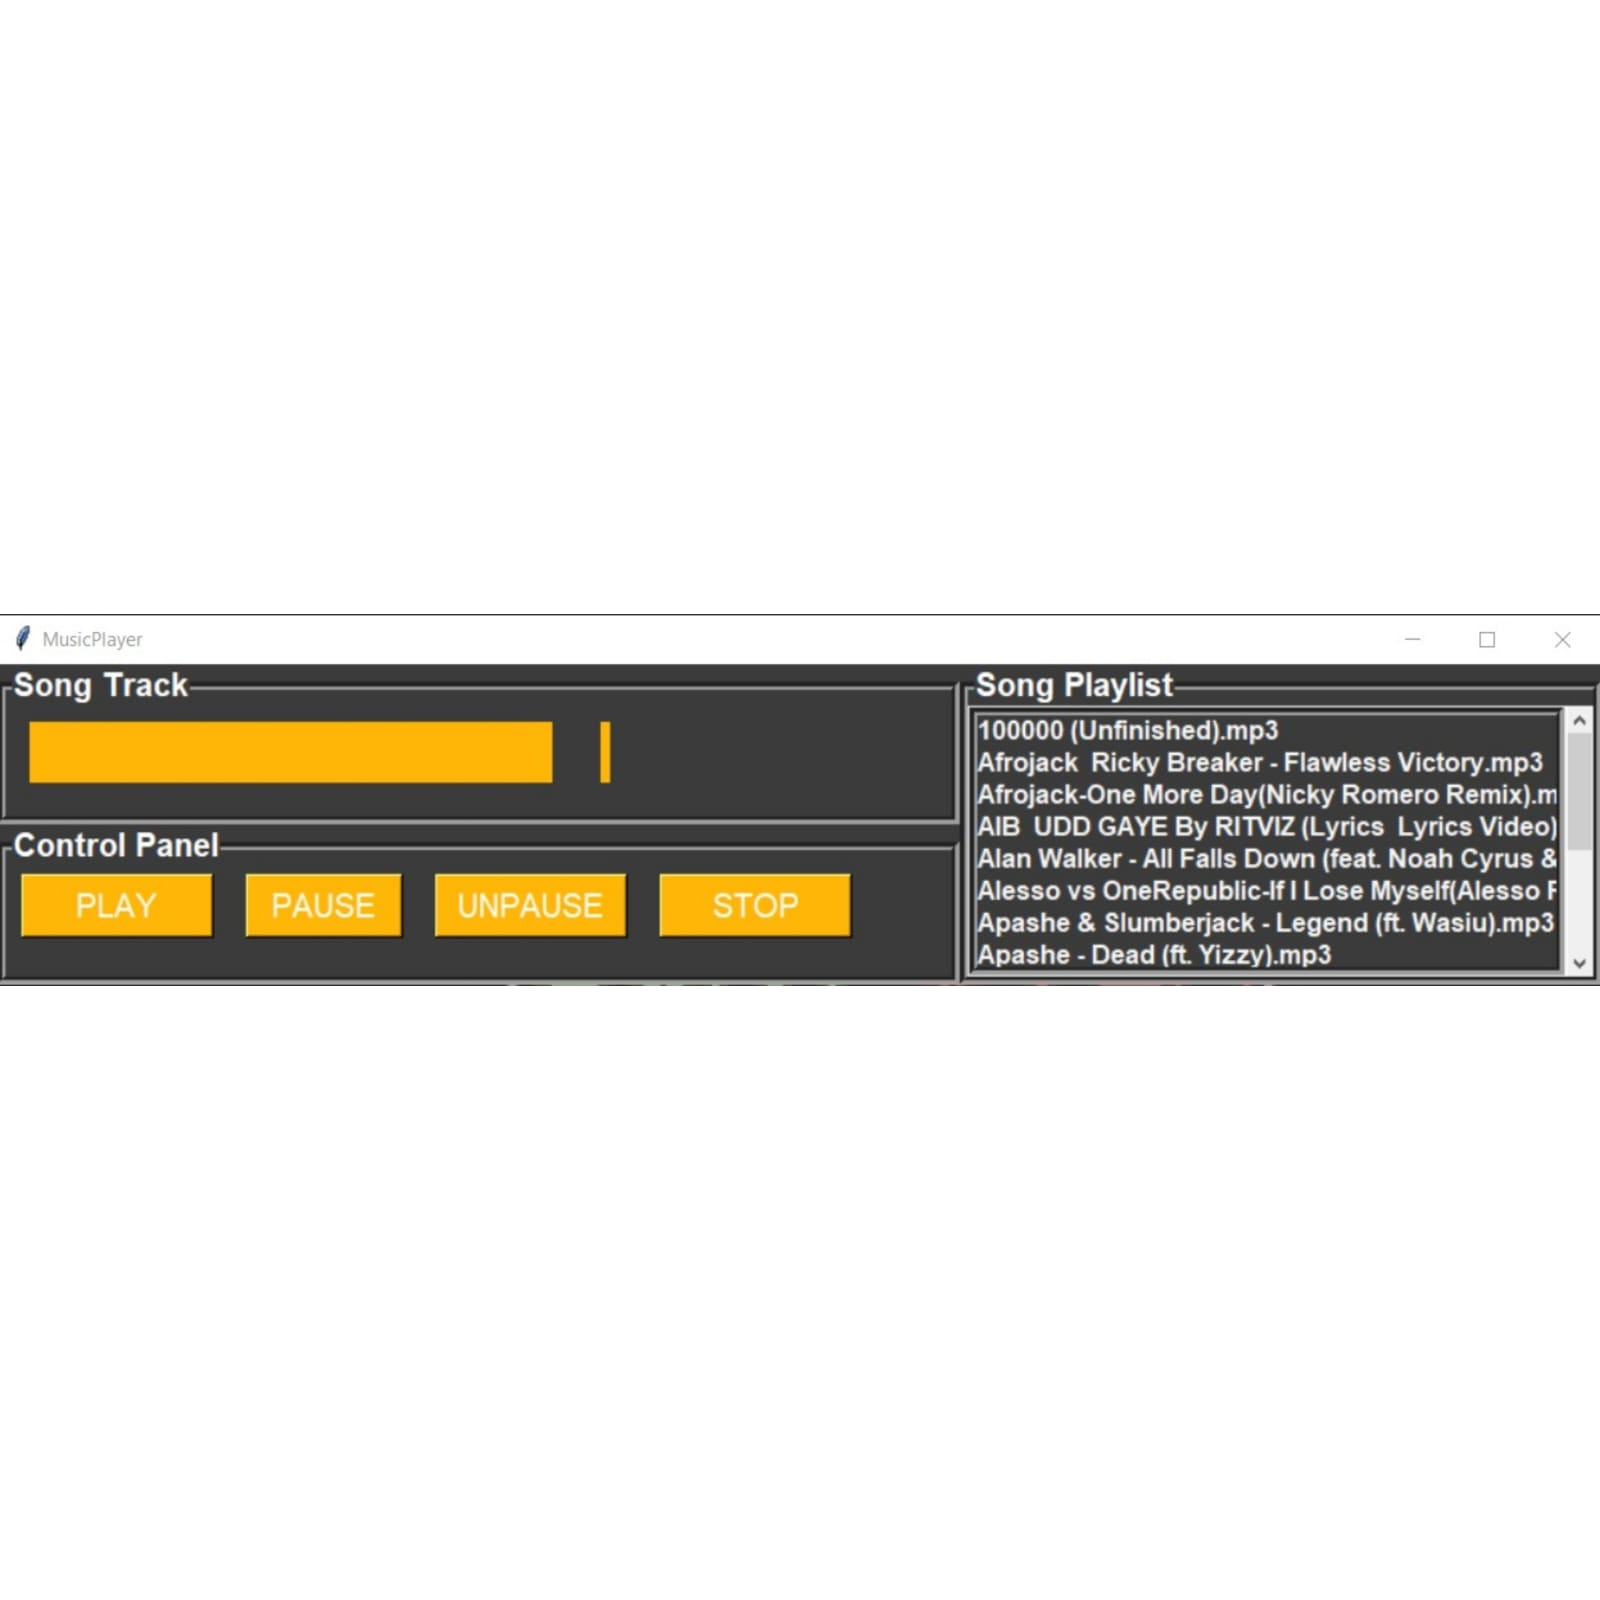 MusicPlayer
Song Track
Control Panel
PLAY PAUSE UNPAUSE STOP
Song Playlist
100000 (Unfinished).mp3
Afrojack  Ricky Breaker - Flawless Victory.mp3
Afrojack-One More Day(Nicky Romero Remix).m
AIB  UDD GAYE By RITVIZ (Lyrics  Lyrics Video)
Alan Walker - All Falls Down (feat. Noah Cyrus &
Alesso vs OneRepublic-If I Lose Myself(Alesso
Apashe & Slumberjack - Legend (ft. Wasiu).mp3
Apashe - Dead (ft. Yizzy).mp3